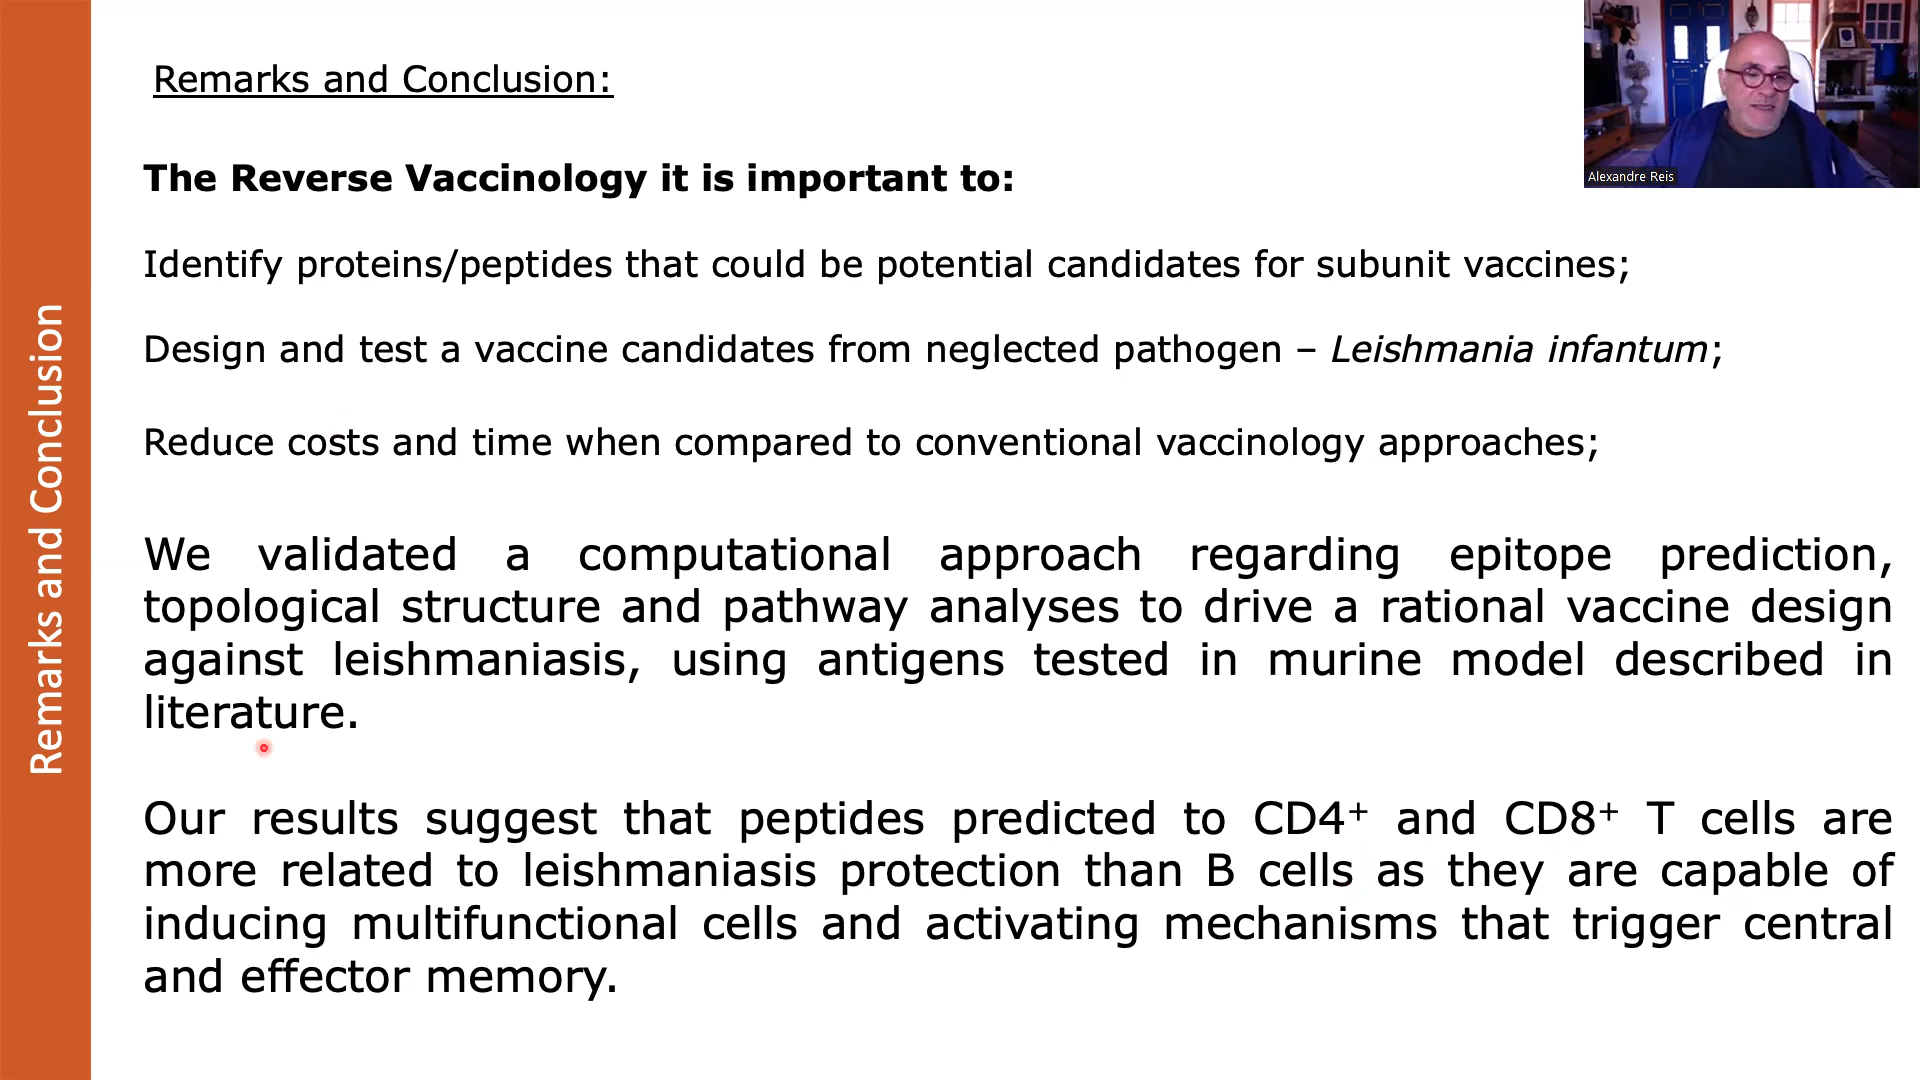 Remarks and Conclusion
Remarks and Conclusion:
The Reverse Vaccinology it is important to:
Identify proteins/peptides that could be potential candidates for subunit vaccines;
Design and test a vaccine candidates from neglected pathogen – Leishmania infantum;
Reduce costs and time when compared to conventional vaccinology approaches;
We validated a computational approach regarding epitope prediction,
topological structure and pathway analyses to drive a rational vaccine design
against leishmaniasis, using antigens tested in murine model described in
literature.
Our results suggest that peptides predicted to CD4⁺ and CD8⁺ T cells are
more related to leishmaniasis protection than B cells as they are capable of
inducing multifunctional cells and activating mechanisms that trigger central
and effector memory.
Alexandre Reis